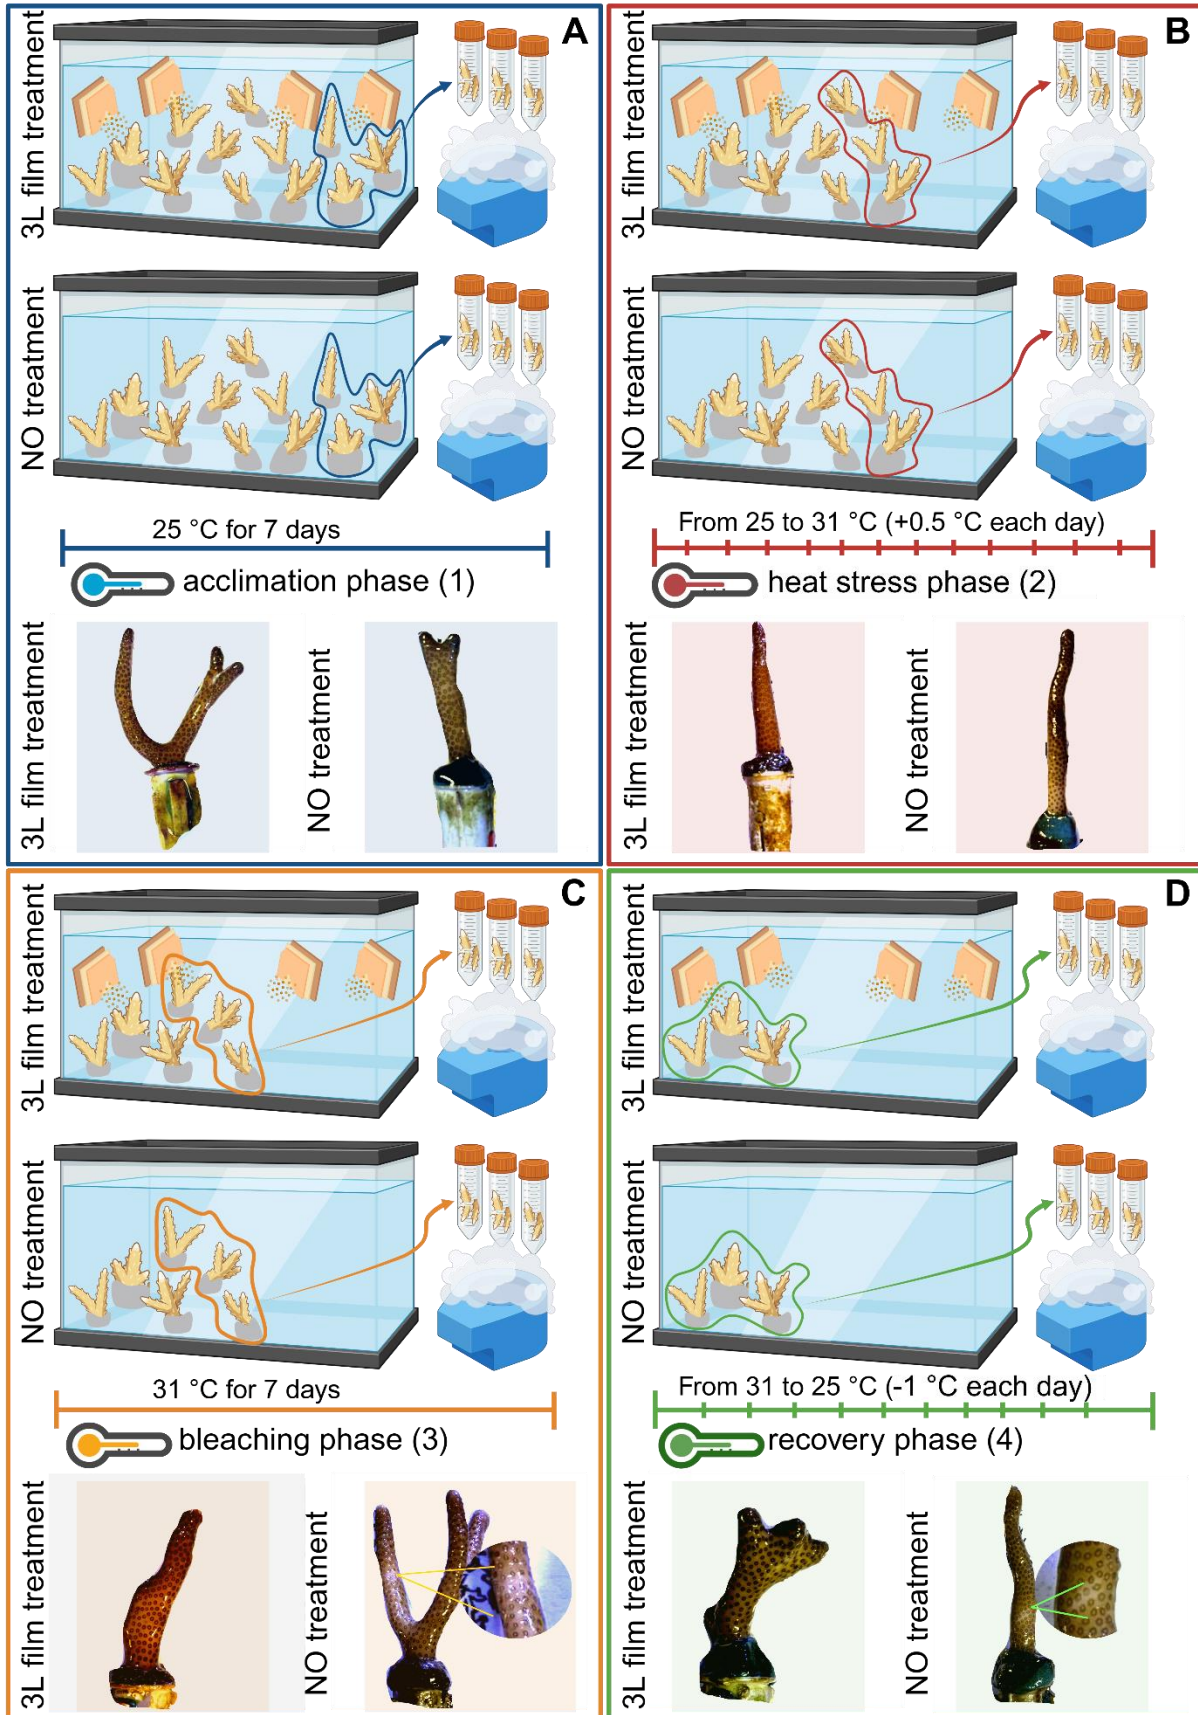 A
3L film treatment
NO treatment
25 °C for 7 days
acclimation phase (1)
3L film treatment
NO treatment
B
3L film treatment
NO treatment
From 25 to 31 °C (+0.5 °C each day)
heat stress phase (2)
3L film treatment
NO treatment
C
3L film treatment
NO treatment
31 °C for 7 days
bleaching phase (3)
3L film treatment
NO treatment
D
3L film treatment
NO treatment
From 31 to 25 °C (-1 °C each day)
recovery phase (4)
3L film treatment
NO treatment